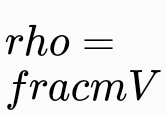 rho =
fracmV